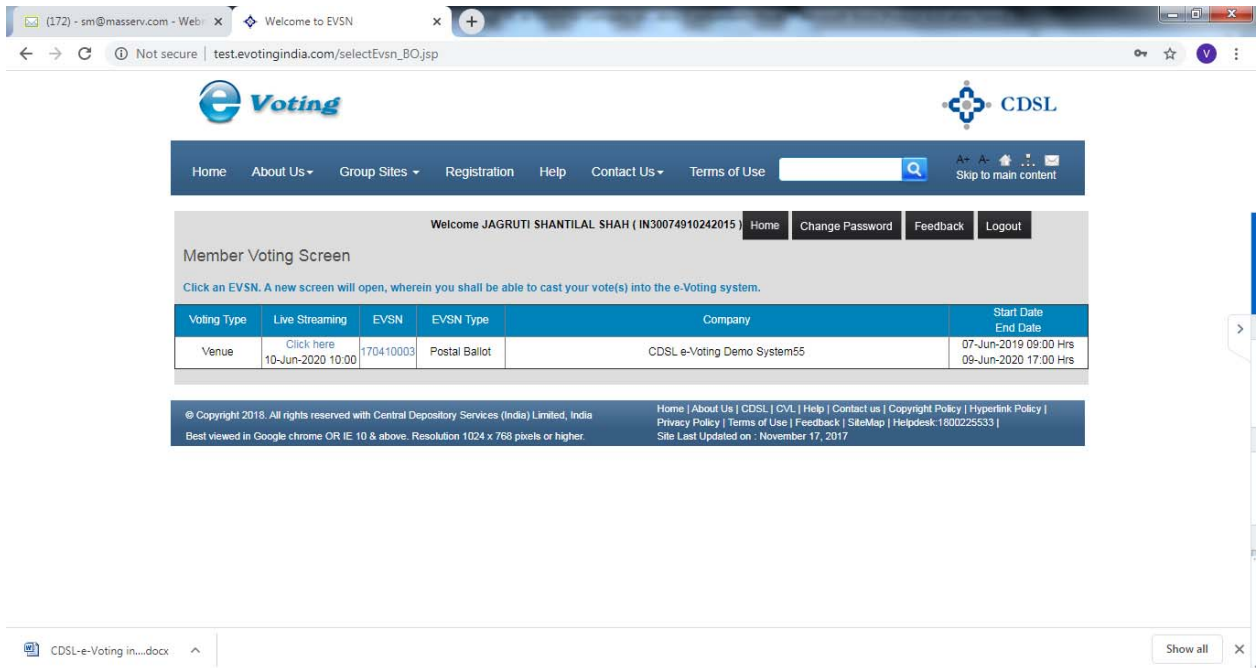 (172) - sm@masserv.com - Webr
Welcome to EVSN
Not secure | test.evotingindia.com/selectEvsn_BO.jsp
V
e Voting
CDSL
Home About Us Group Sites Registration Help Contact Us Terms of Use
A+ A-
Skip to main content
Welcome JAGRUTI SHANTILAL SHAH ( IN30074910242015 ) Home Change Password Feedback Logout
Member Voting Screen
Click an EVSN. A new screen will open, wherein you shall be able to cast your vote(s) into the e-Voting system.
Voting Type Live Streaming EVSN EVSN Type Company Start Date
End Date
Venue Click here 170410003 Postal Ballot CDSL e-Voting Demo System55 07-Jun-2019 09:00 Hrs
10-Jun-2020 10:00 09-Jun-2020 17:00 Hrs
© Copyright 2018. All rights reserved with Central Depository Services (India) Limited, India
Best viewed in Google chrome OR IE 10 & above. Resolution 1024 x 768 pixels or higher.
Home | About Us | CDSL | CVL | Help | Contact us | Copyright Policy | Hyperlink Policy |
Privacy Policy | Terms of Use | Feedback | SiteMap | Helpdesk:1800225533 |
Site Last Updated on : November 17, 2017
CDSL-e-Voting in....docx
Show all